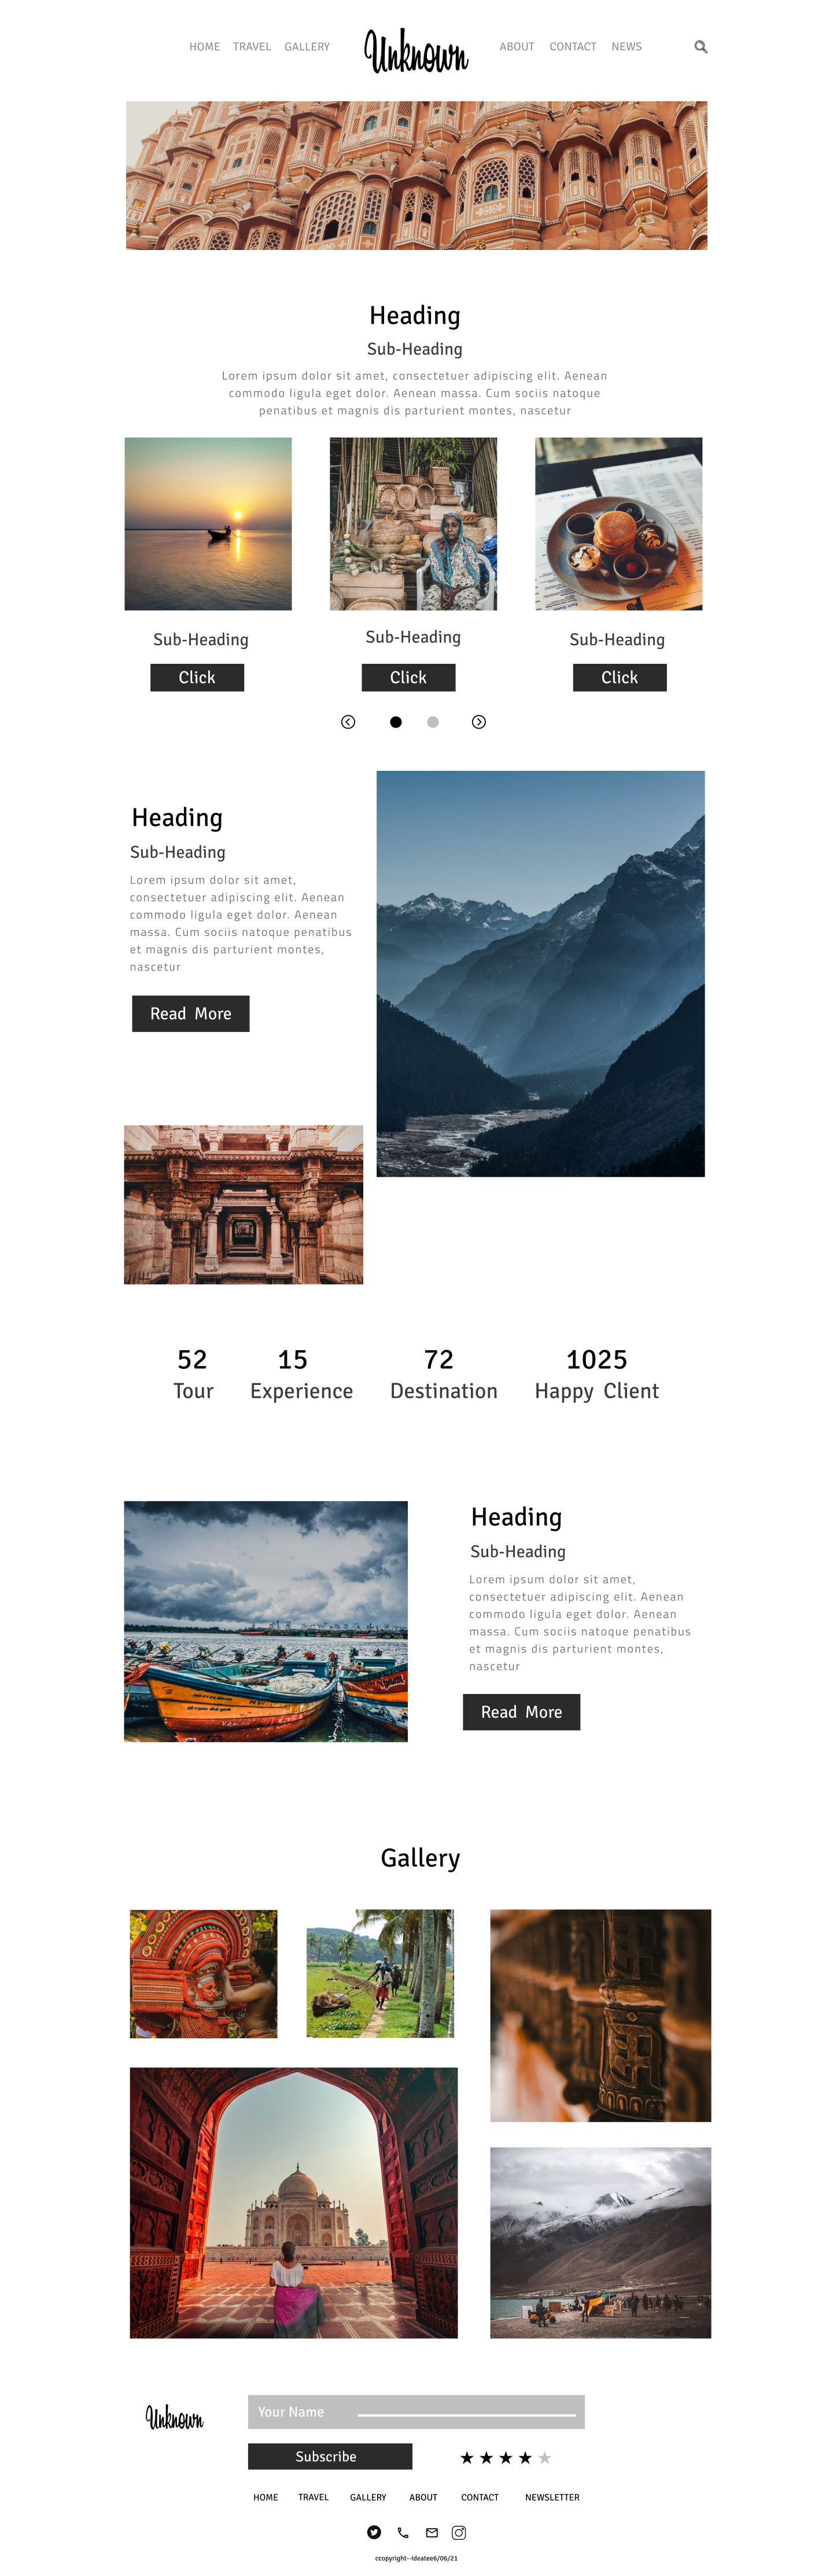 HOME TRAVEL GALLERY Unknown ABOUT CONTACT NEWS
Heading
Sub-Heading
Lorem ipsum dolor sit amet, consectetuer adipiscing elit. Aenean
commodo ligula eget dolor. Aenean massa. Cum sociis natoque
penatibus et magnis dis parturient montes, nascetur
Sub-Heading Sub-Heading Sub-Heading
Click Click Click
Heading
Sub-Heading
Lorem ipsum dolor sit amet,
consectetuer adipiscing elit. Aenean
commodo ligula eget dolor. Aenean
massa. Cum sociis natoque penatibus
et magnis dis parturient montes,
nascetur
Read More
52 15 72 1025
Tour Experience Destination Happy Client
Heading
Sub-Heading
Lorem ipsum dolor sit amet,
consectetuer adipiscing elit. Aenean
commodo ligula eget dolor. Aenean
massa. Cum sociis natoque penatibus
et magnis dis parturient montes,
nascetur
Read More
Gallery
Unknown
Your Name
Subscribe
HOME TRAVEL GALLERY ABOUT CONTACT NEWSLETTER
ccopyright--ideatee6/06/21